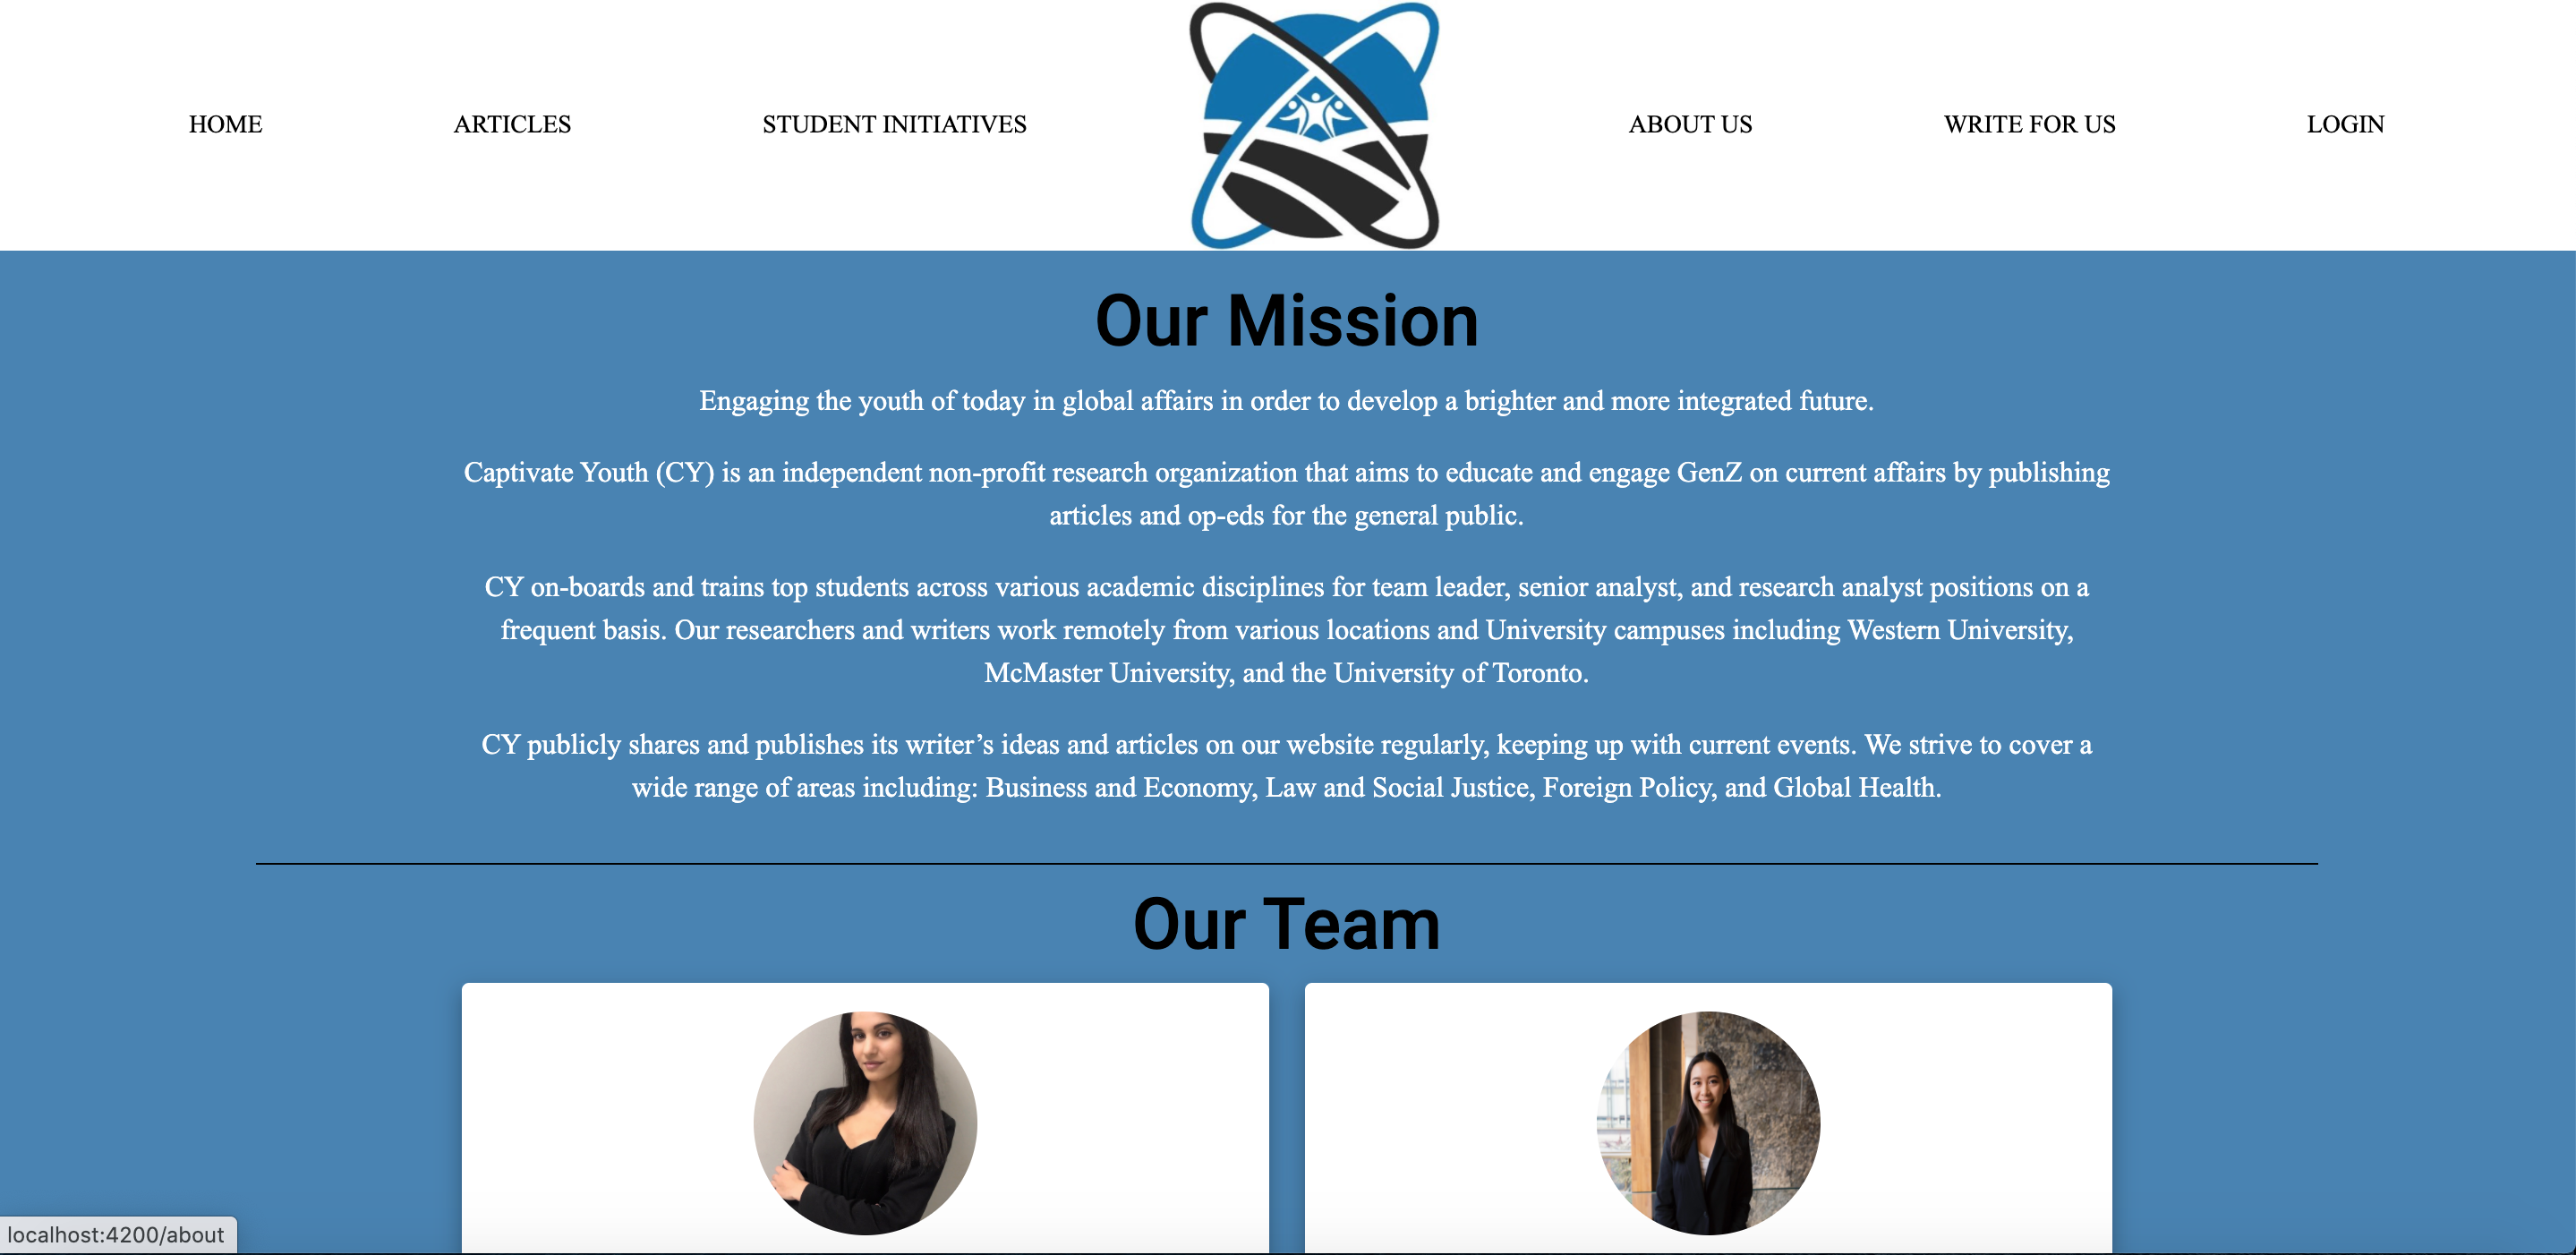 HOME ARTICLES STUDENT INITIATIVES ABOUT US WRITE FOR US LOGIN
Our Mission
Engaging the youth of today in global affairs in order to develop a brighter and more integrated future.
Captivate Youth (CY) is an independent non-profit research organization that aims to educate and engage GenZ on current affairs by publishing
articles and op-eds for the general public.
CY on-boards and trains top students across various academic disciplines for team leader, senior analyst, and research analyst positions on a
frequent basis. Our researchers and writers work remotely from various locations and University campuses including Western University,
McMaster University, and the University of Toronto.
CY publicly shares and publishes its writer’s ideas and articles on our website regularly, keeping up with current events. We strive to cover a
wide range of areas including: Business and Economy, Law and Social Justice, Foreign Policy, and Global Health.
Our Team
localhost:4200/about